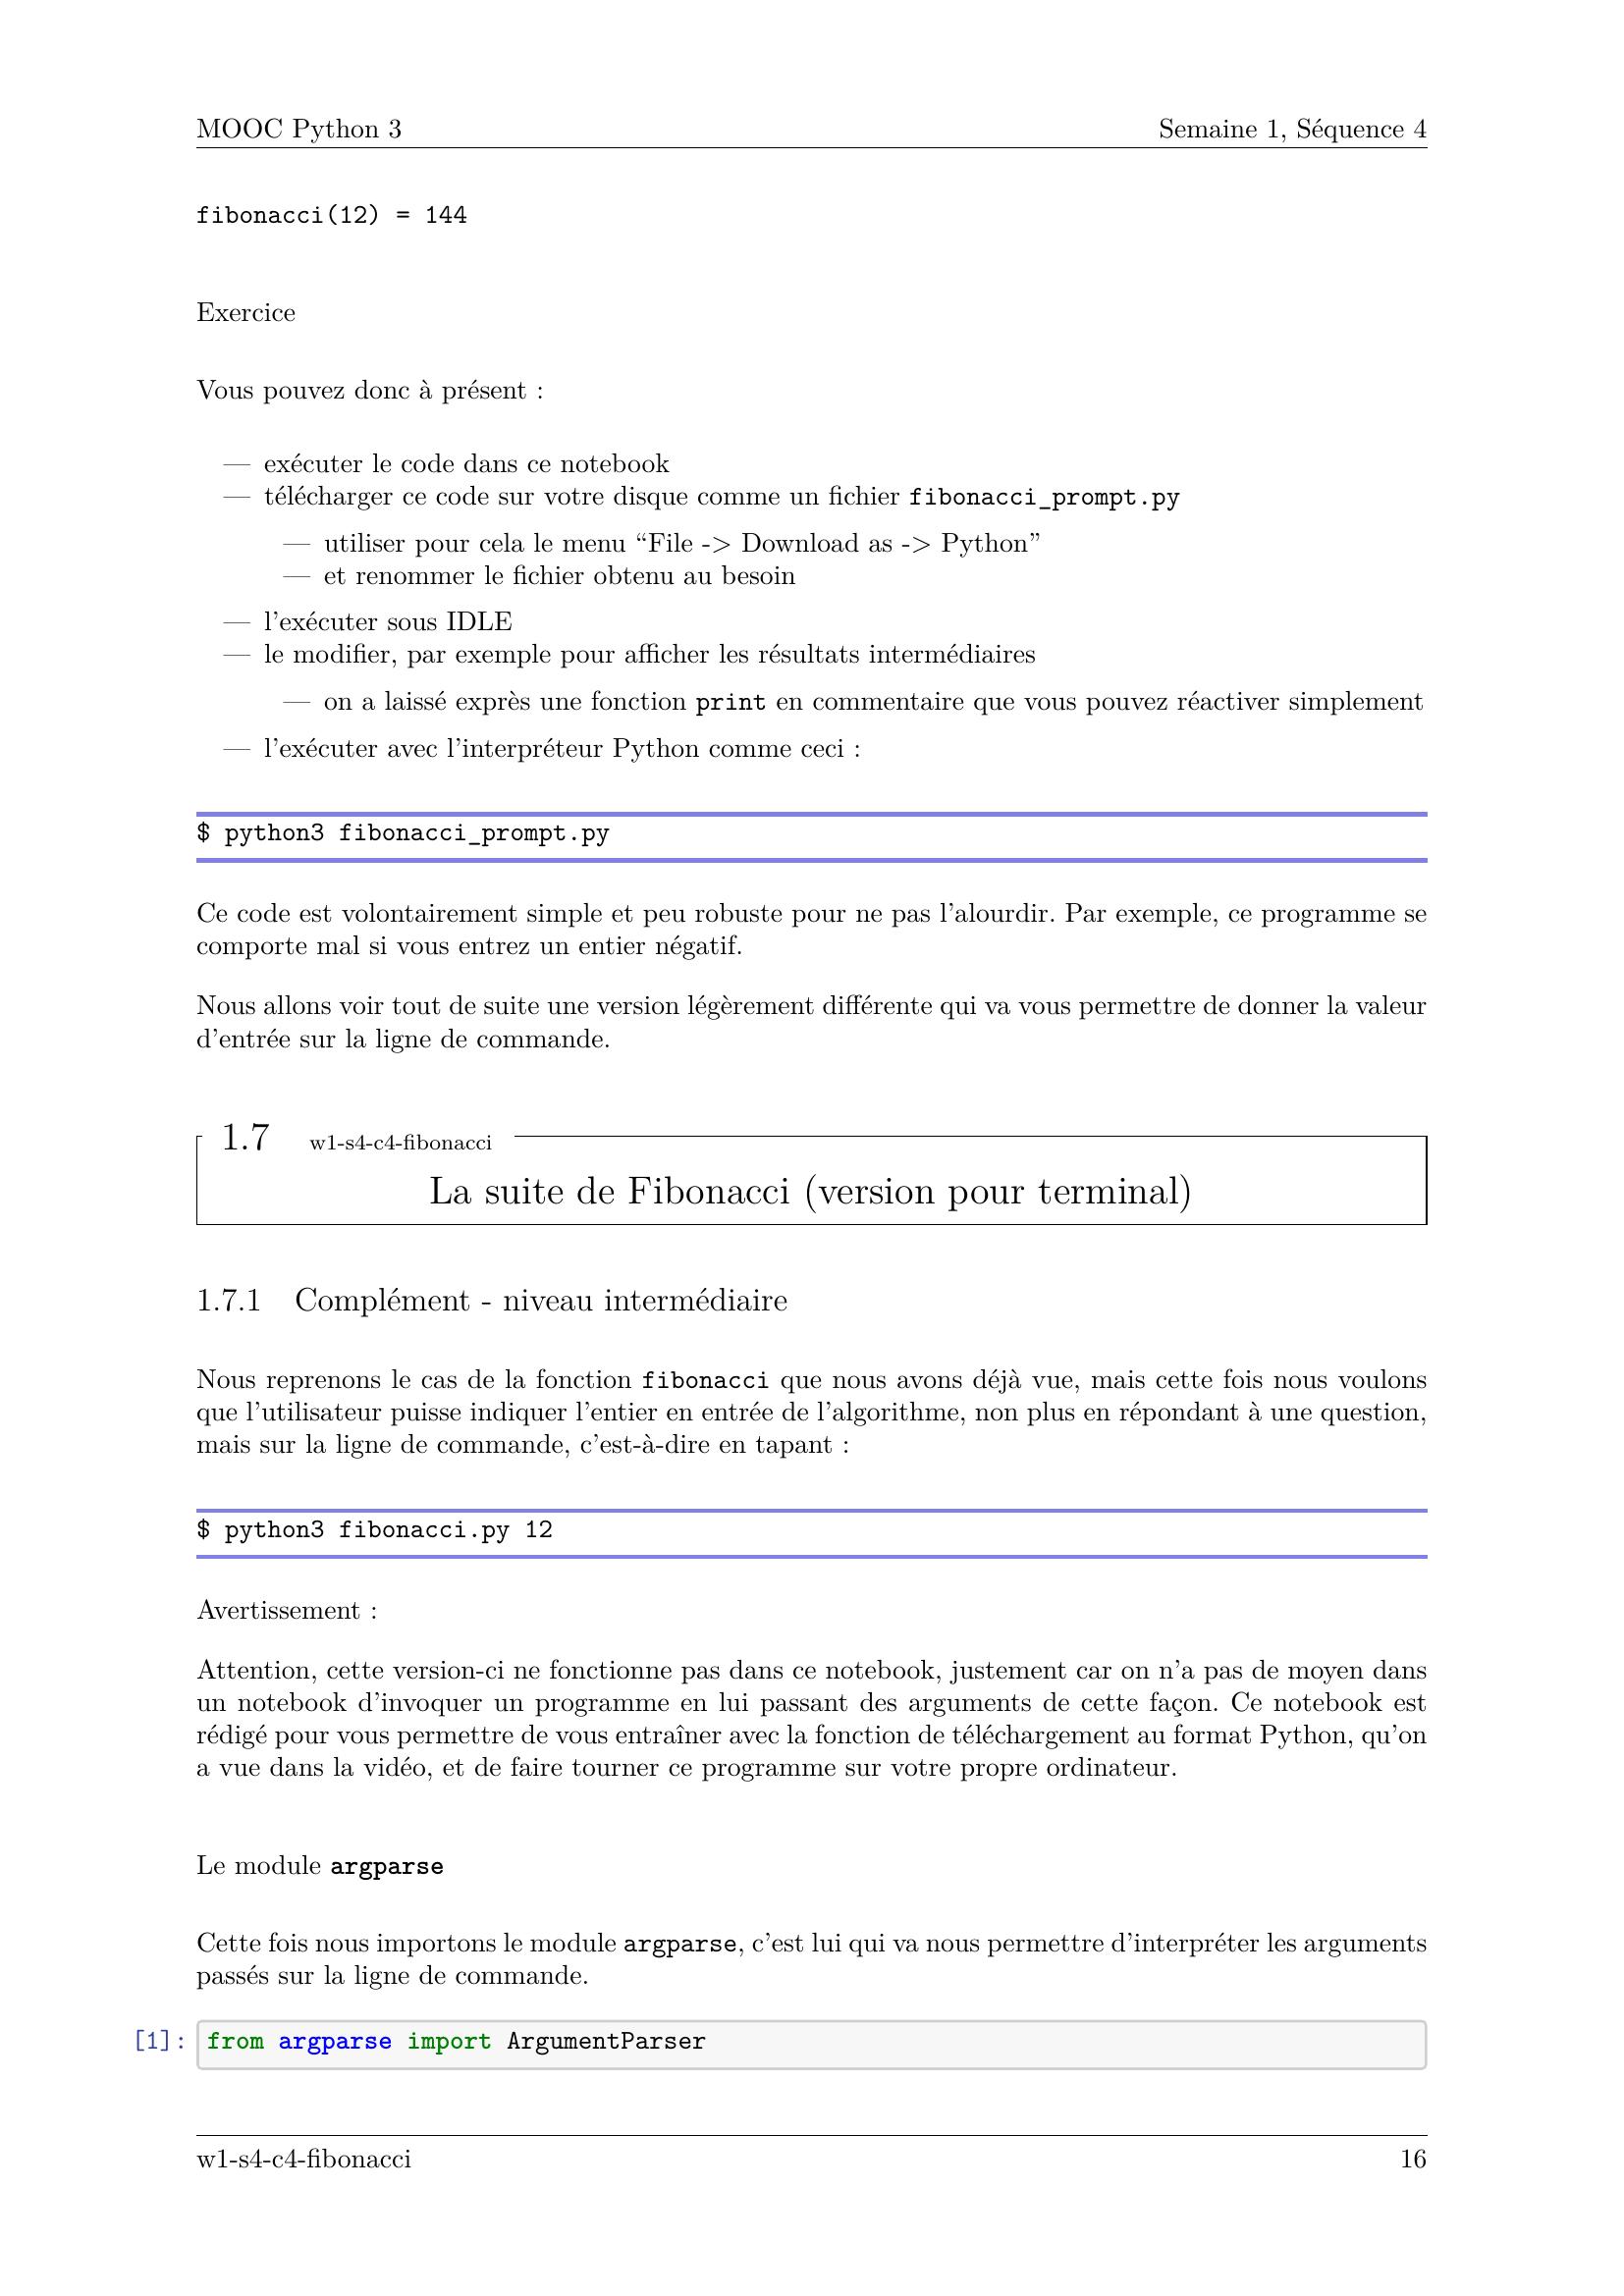 MOOC Python 3 Semaine 1, Séquence 4
fibonacci(12) = 144
Exercice
Vous pouvez donc à présent :
— exécuter le code dans ce notebook
— télécharger ce code sur votre disque comme un fichier fibonacci_prompt.py
— utiliser pour cela le menu “File -> Download as -> Python”
— et renommer le fichier obtenu au besoin
— l’exécuter sous IDLE
— le modifier, par exemple pour afficher les résultats intermédiaires
— on a laissé exprès une fonction print en commentaire que vous pouvez réactiver simplement
— l’exécuter avec l’interpréteur Python comme ceci :
$ python3 fibonacci_prompt.py
Ce code est volontairement simple et peu robuste pour ne pas l’alourdir. Par exemple, ce programme se
comporte mal si vous entrez un entier négatif.
Nous allons voir tout de suite une version légèrement différente qui va vous permettre de donner la valeur
d’entrée sur la ligne de commande.
1.7 w1-s4-c4-fibonacci
La suite de Fibonacci (version pour terminal)
1.7.1 Complément - niveau intermédiaire
Nous reprenons le cas de la fonction fibonacci que nous avons déjà vue, mais cette fois nous voulons
que l’utilisateur puisse indiquer l’entier en entrée de l’algorithme, non plus en répondant à une question,
mais sur la ligne de commande, c’est-à-dire en tapant :
$ python3 fibonacci.py 12
Avertissement :
Attention, cette version-ci ne fonctionne pas dans ce notebook, justement car on n’a pas de moyen dans
un notebook d’invoquer un programme en lui passant des arguments de cette façon. Ce notebook est
rédigé pour vous permettre de vous entraîner avec la fonction de téléchargement au format Python, qu’on
a vue dans la vidéo, et de faire tourner ce programme sur votre propre ordinateur.
Le module argparse
Cette fois nous importons le module argparse, c’est lui qui va nous permettre d’interpréter les arguments
passés sur la ligne de commande.
[1]: from argparse import ArgumentParser
w1-s4-c4-fibonacci 16